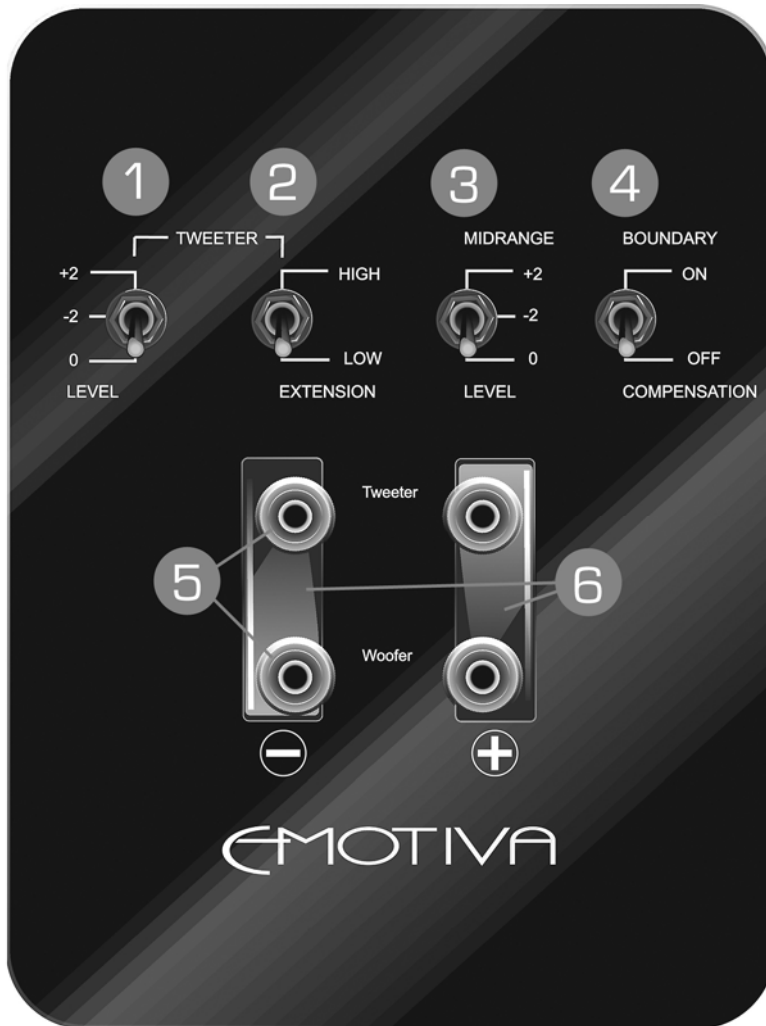 1 2 3 4
TWEETER MIDRANGE BOUNDARY
+2 HIGH +2 ON
-2 -2
0 LOW 0 OFF
LEVEL EXTENSION LEVEL COMPENSATION
Tweeter
5 6
Woofer
− +
EMOTIVA